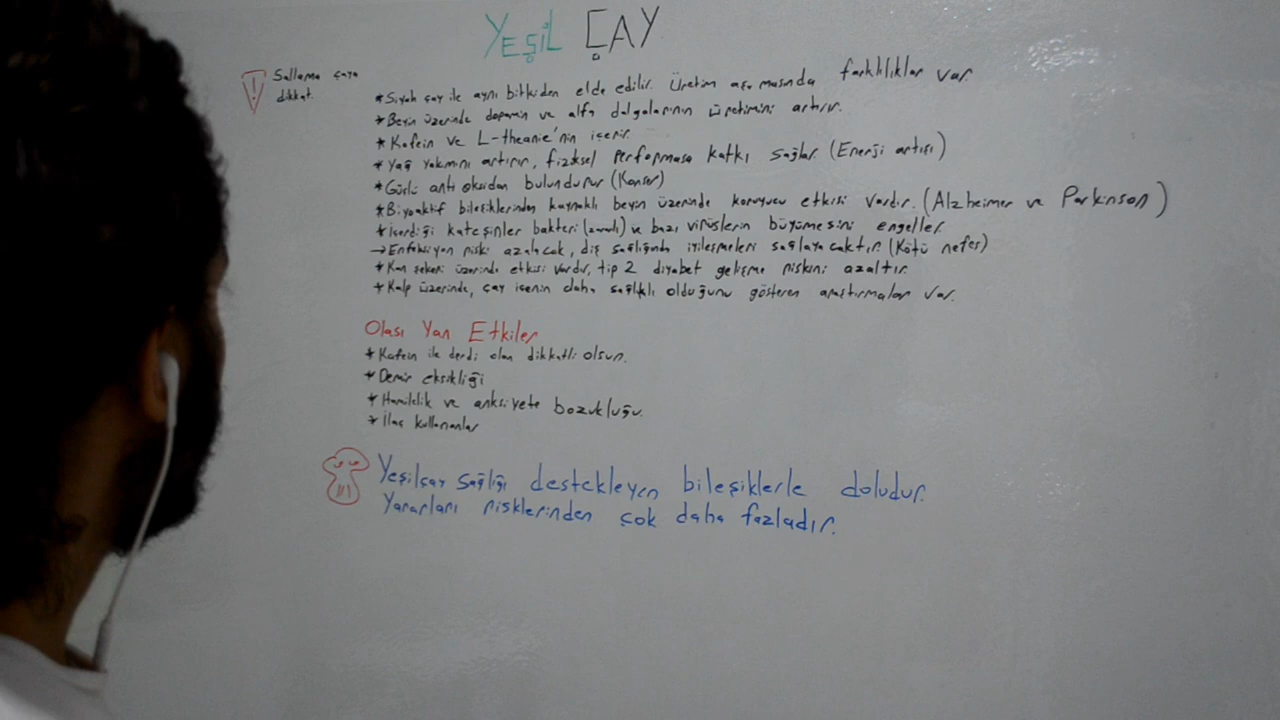 YEŞİL ÇAY
Sallama çaya
dikkat.
* Siyah çay ile aynı bitkiden elde edilir. Üretim aşamasında farklılıklar var
* Beyin üzerinde dopamin ve alfa dalgalarının üretimini artırır.
* Kafein ve L-theanie'nin içerir.
* Yağ yakımını artırır, fiziksel performasa katkı sağlar. (Enerji artışı)
* Güçlü anti oksidan bulundurur (Kanser)
* Biyoaktif bileşiklerinden kaynaklı beyin üzerinde koruyucu etkisi vardır. (Alzheimer ve Parkinson)
* İçerdiği kateşinler bakteri (zararlı) ve bazı virüslerin büyümesini engeller.
→ Enfeksiyon riski azalacak, diş sağlığında iyileşmeleri sağlayacaktır. (Kötü nefes)
* Kan şekeri üzerinde etkisi vardır, tip 2 diyabet gelişme riskini azaltır.
* Kalp üzerinde, çay içenin daha sağlıklı olduğunu gösteren araştırmalar var.
Olası Yan Etkiler
* Kafein ile derdi olan dikkatli olsun.
* Demir eksikliği
* Hamilelik ve anksiyete bozukluğu.
* İlaç kullananlar
Yeşilçay sağlığı destekleyen bileşiklerle doludur.
Yararları risklerinden çok daha fazladır.